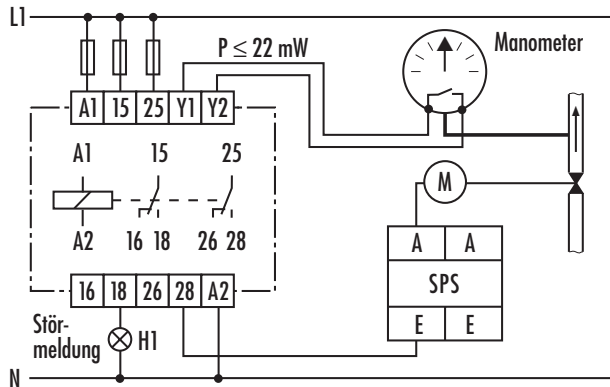 L1
P ≤ 22 mW
Manometer
A1 15 25 Y1 Y2
A1 15 25
M
A2 16 18 26 28
A A
SPS
E E
16 18 26 28 A2
Stör-
meldung
H1
N